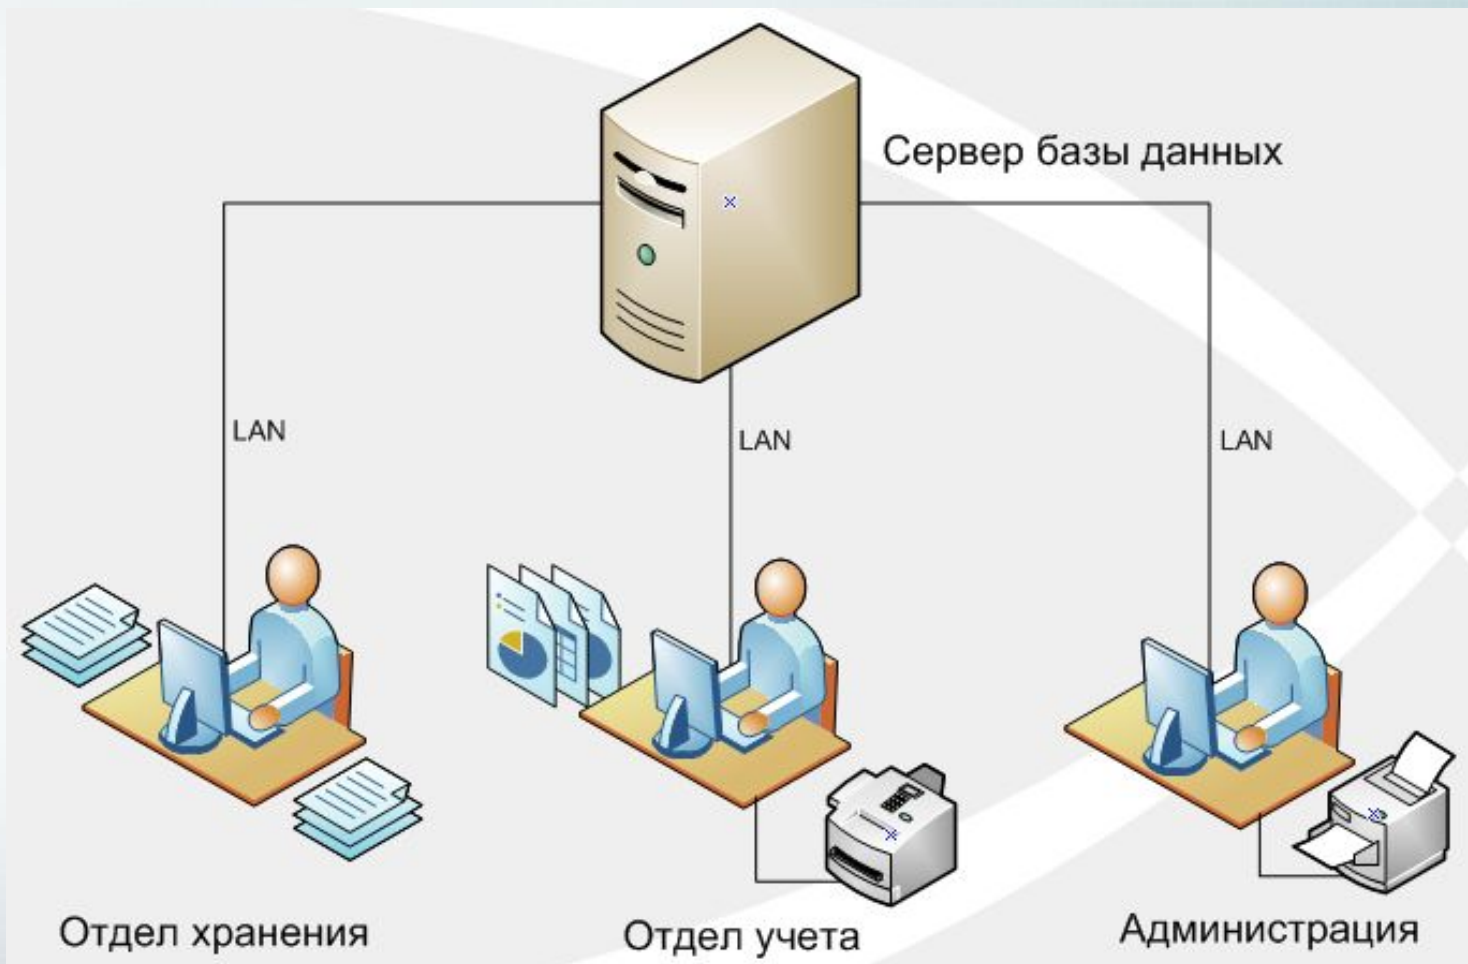 Сервер базы данных
LAN
LAN
LAN
Отдел хранения
Отдел учета
Администрация